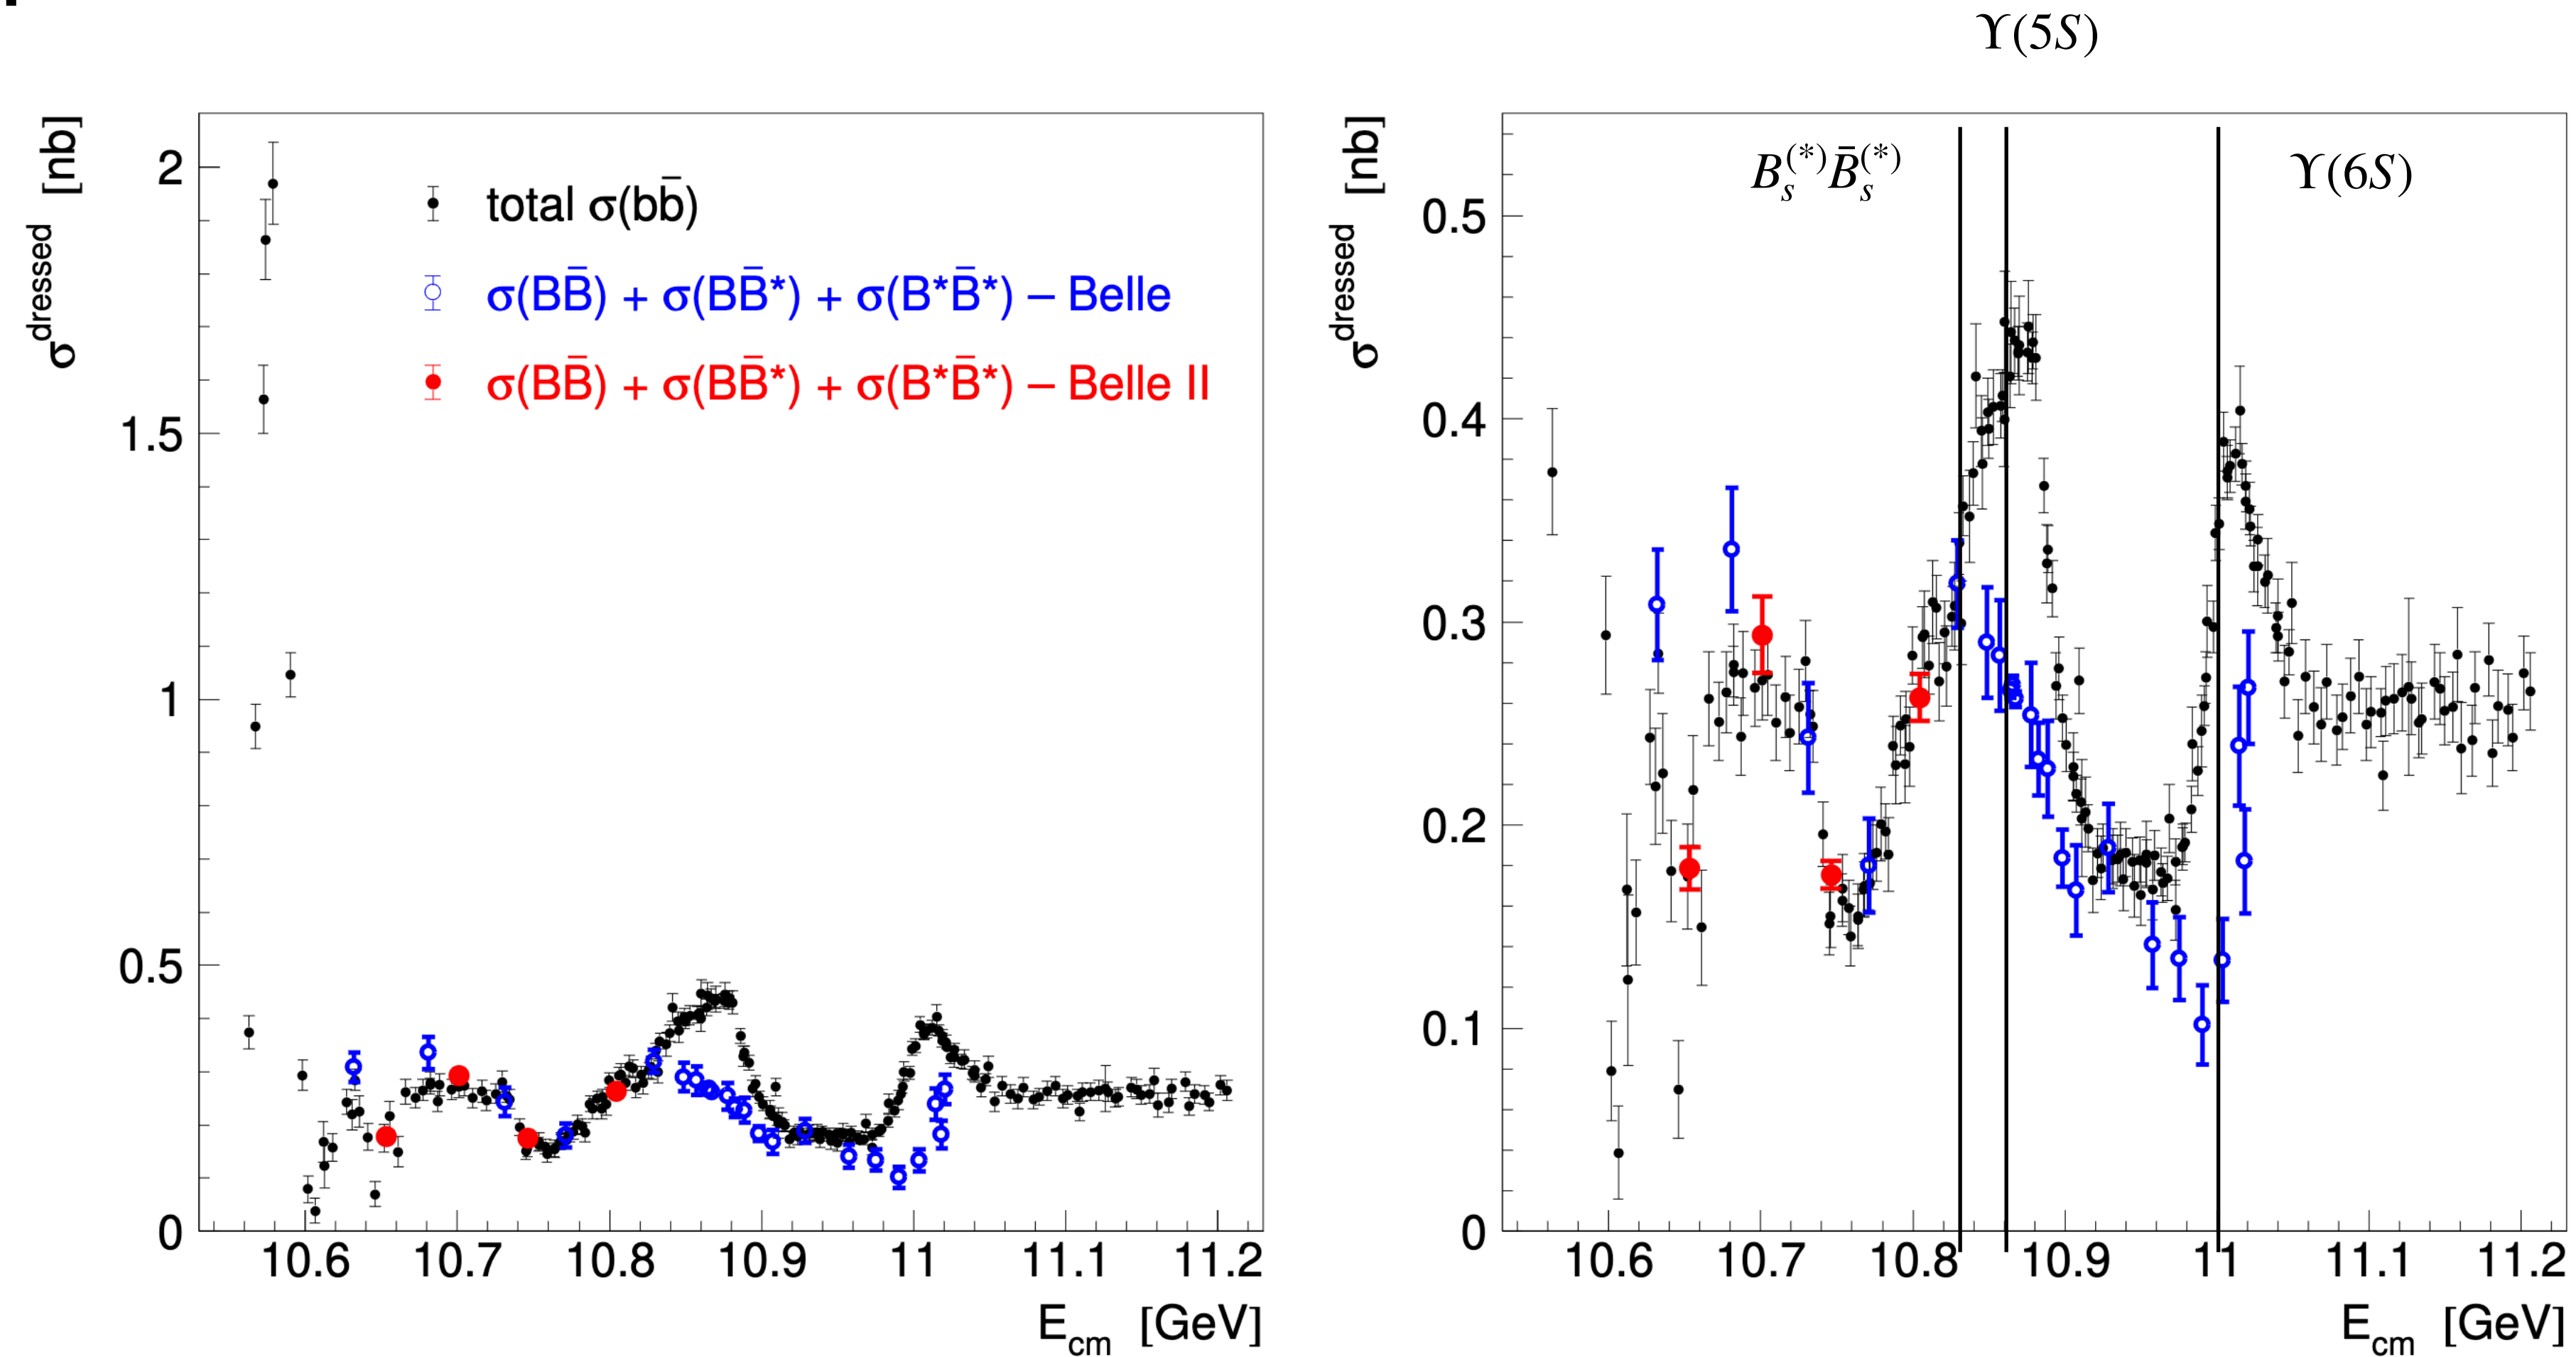 ϒ(5S)
σ^dressed [nb]
2
1.5
1
0.5
0
total σ(bb̄)
σ(BB̄) + σ(BB̄*) + σ(B*B̄*) – Belle
σ(BB̄) + σ(BB̄*) + σ(B*B̄*) – Belle II
10.6 10.7 10.8 10.9 11 11.1 11.2
E_cm [GeV]
σ^dressed [nb]
B_s^(*)B̄_s^(*)
ϒ(6S)
0.5
0.4
0.3
0.2
0.1
0
10.6 10.7 10.8 10.9 11 11.1 11.2
E_cm [GeV]